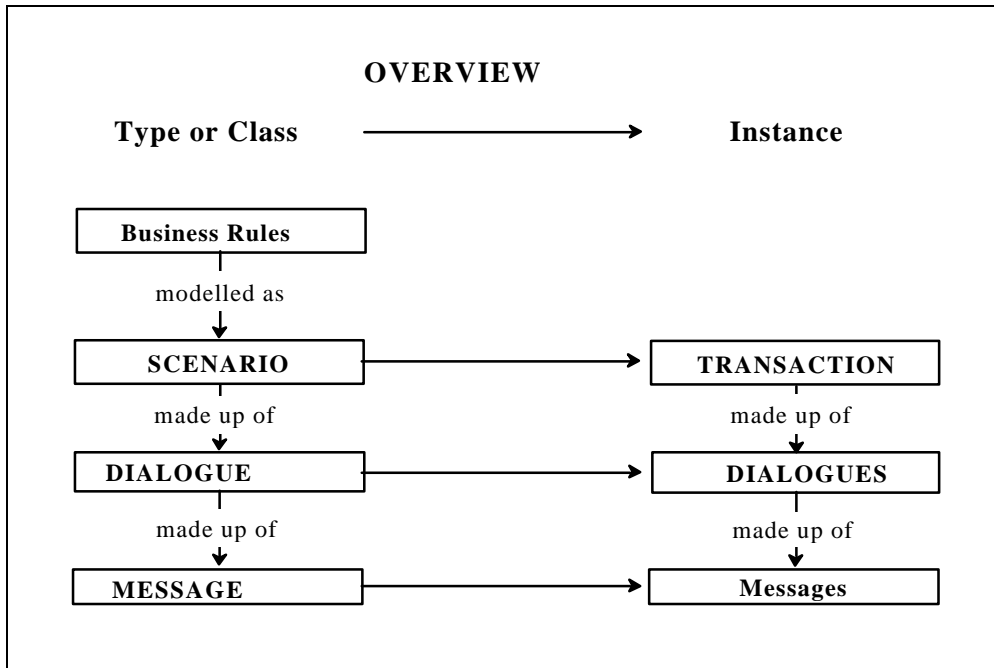 OVERVIEW
Type or Class Instance
Business Rules
modelled as
SCENARIO TRANSACTION
made up of made up of
DIALOGUE DIALOGUES
made up of made up of
MESSAGE Messages